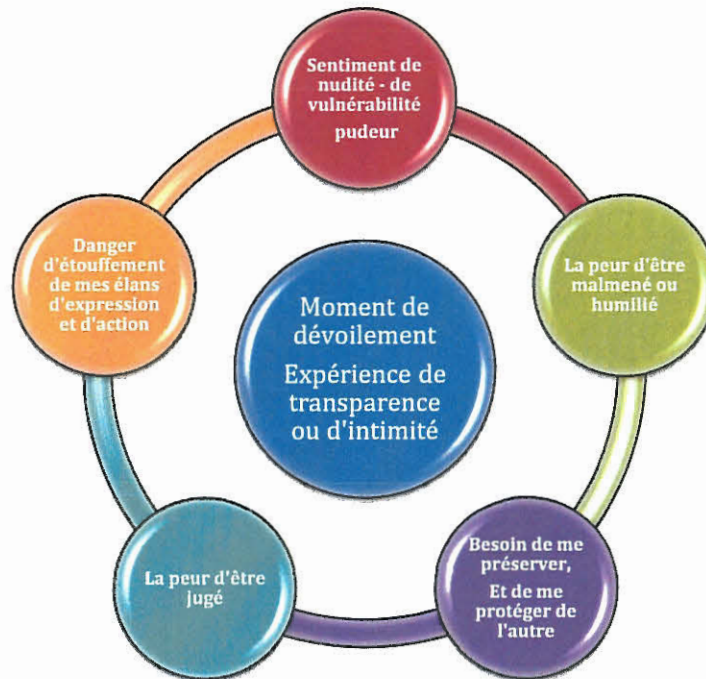 Sentiment de
nudité - de
vulnérabilité
pudeur
La peur d'être
malmené ou
humilié
Besoin de me
préserver,
Et de me
protéger de
l'autre
La peur d'être
jugé
Danger
d'étouffement
de mes élans
d'expression
et d'action
Moment de
dévoilement
Expérience de
transparence
ou d'intimité